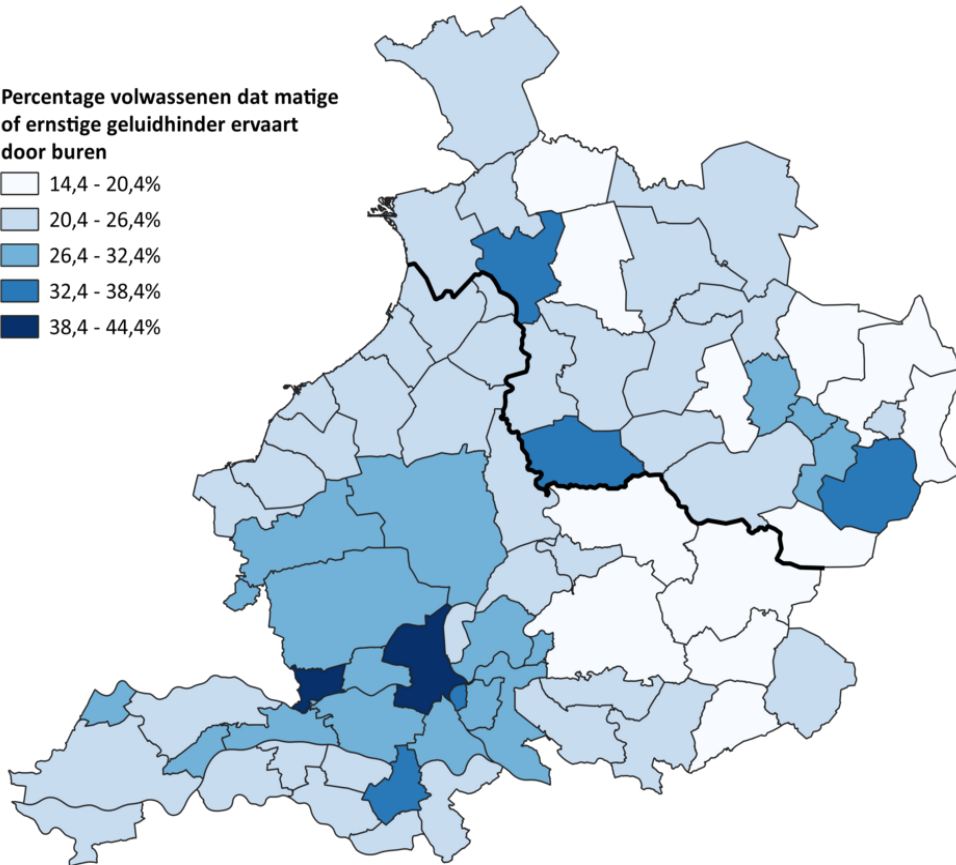 Percentage volwassenen dat matige
of ernstige geluidhinder ervaart
door buren
14,4 - 20,4%
20,4 - 26,4%
26,4 - 32,4%
32,4 - 38,4%
38,4 - 44,4%